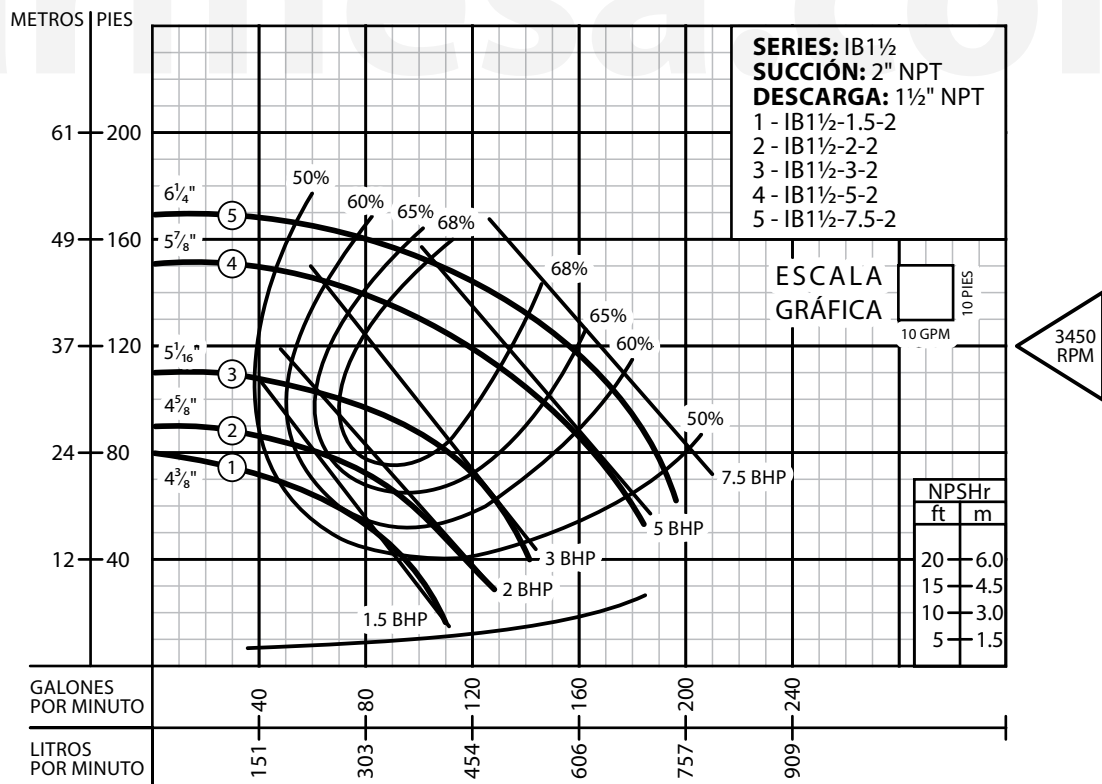 METROS PIES
SERIES: IB1½
SUCCIÓN: 2" NPT
DESCARGA: 1½" NPT
1 - IB1½-1.5-2
2 - IB1½-2-2
3 - IB1½-3-2
4 - IB1½-5-2
5 - IB1½-7.5-2
61 200
50%
60%
65%
68%
6¼"
5
49 160
5⅞"
4
68%
ESCALA
GRÁFICA
10 PIES
10 GPM
65%
60%
37 120
3450
RPM
5 1/16"
3
4⅝"
2
50%
24 80
1
4⅜"
7.5 BHP
5 BHP
3 BHP
2 BHP
1.5 BHP
12 40
NPSHr
ft m
20 6.0
15 4.5
10 3.0
5 1.5
GALONES
POR MINUTO
40 80 120 160 200 240
LITROS
POR MINUTO
151 303 454 606 757 909